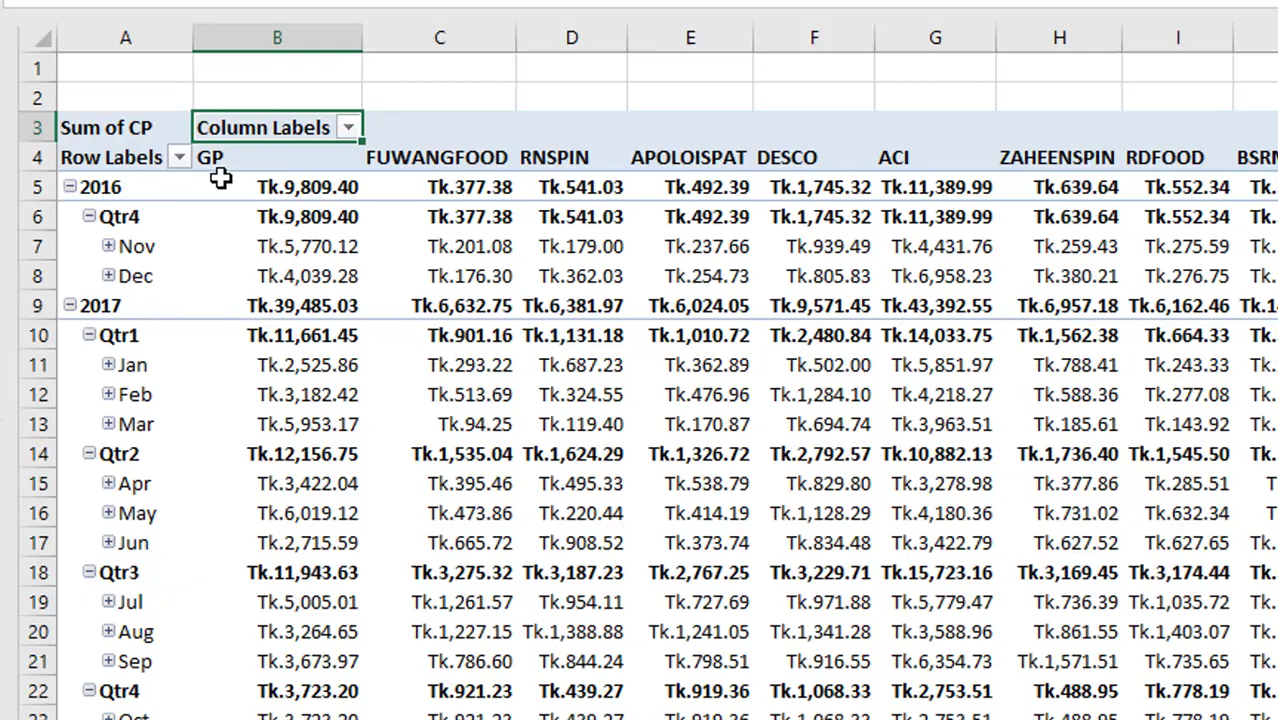 A B C D E F G H I
1
2
3 Sum of CP Column Labels
4 Row Labels GP FUWANGFOOD RNSPIN APOLOISPAT DESCO ACI ZAHEENSPIN RDFOOD
5 2016 Tk.9,809.40 Tk.377.38 Tk.541.03 Tk.492.39 Tk.1,745.32 Tk.11,389.99 Tk.639.64 Tk.552.34
6 Qtr4 Tk.9,809.40 Tk.377.38 Tk.541.03 Tk.492.39 Tk.1,745.32 Tk.11,389.99 Tk.639.64 Tk.552.34
7 Nov Tk.5,770.12 Tk.201.08 Tk.179.00 Tk.237.66 Tk.939.49 Tk.4,431.76 Tk.259.43 Tk.275.59
8 Dec Tk.4,039.28 Tk.176.30 Tk.362.03 Tk.254.73 Tk.805.83 Tk.6,958.23 Tk.380.21 Tk.276.75
9 2017 Tk.39,485.03 Tk.6,632.75 Tk.6,381.97 Tk.6,024.05 Tk.9,571.45 Tk.43,392.55 Tk.6,957.18 Tk.6,162.46
10 Qtr1 Tk.11,661.45 Tk.901.16 Tk.1,131.18 Tk.1,010.72 Tk.2,480.84 Tk.14,033.75 Tk.1,562.38 Tk.664.33
11 Jan Tk.2,525.86 Tk.293.22 Tk.687.23 Tk.362.89 Tk.502.00 Tk.5,851.97 Tk.788.41 Tk.243.33
12 Feb Tk.3,182.42 Tk.513.69 Tk.324.55 Tk.476.96 Tk.1,284.10 Tk.4,218.27 Tk.588.36 Tk.277.08
13 Mar Tk.5,953.17 Tk.94.25 Tk.119.40 Tk.170.87 Tk.694.74 Tk.3,963.51 Tk.185.61 Tk.143.92
14 Qtr2 Tk.12,156.75 Tk.1,535.04 Tk.1,624.29 Tk.1,326.72 Tk.2,792.57 Tk.10,882.13 Tk.1,736.40 Tk.1,545.50
15 Apr Tk.3,422.04 Tk.395.46 Tk.495.33 Tk.538.79 Tk.829.80 Tk.3,278.98 Tk.377.86 Tk.285.51
16 May Tk.6,019.12 Tk.473.86 Tk.220.44 Tk.414.19 Tk.1,128.29 Tk.4,180.36 Tk.731.02 Tk.632.34
17 Jun Tk.2,715.59 Tk.665.72 Tk.908.52 Tk.373.74 Tk.834.48 Tk.3,422.79 Tk.627.52 Tk.627.65
18 Qtr3 Tk.11,943.63 Tk.3,275.32 Tk.3,187.23 Tk.2,767.25 Tk.3,229.71 Tk.15,723.16 Tk.3,169.45 Tk.3,174.44
19 Jul Tk.5,005.01 Tk.1,261.57 Tk.954.11 Tk.727.69 Tk.971.88 Tk.5,779.47 Tk.736.39 Tk.1,035.72
20 Aug Tk.3,264.65 Tk.1,227.15 Tk.1,388.88 Tk.1,241.05 Tk.1,341.28 Tk.3,588.96 Tk.861.55 Tk.1,403.07
21 Sep Tk.3,673.97 Tk.786.60 Tk.844.24 Tk.798.51 Tk.916.55 Tk.6,354.73 Tk.1,571.51 Tk.735.65
22 Qtr4 Tk.3,723.20 Tk.921.23 Tk.439.27 Tk.919.36 Tk.1,068.33 Tk.2,753.51 Tk.488.95 Tk.778.19